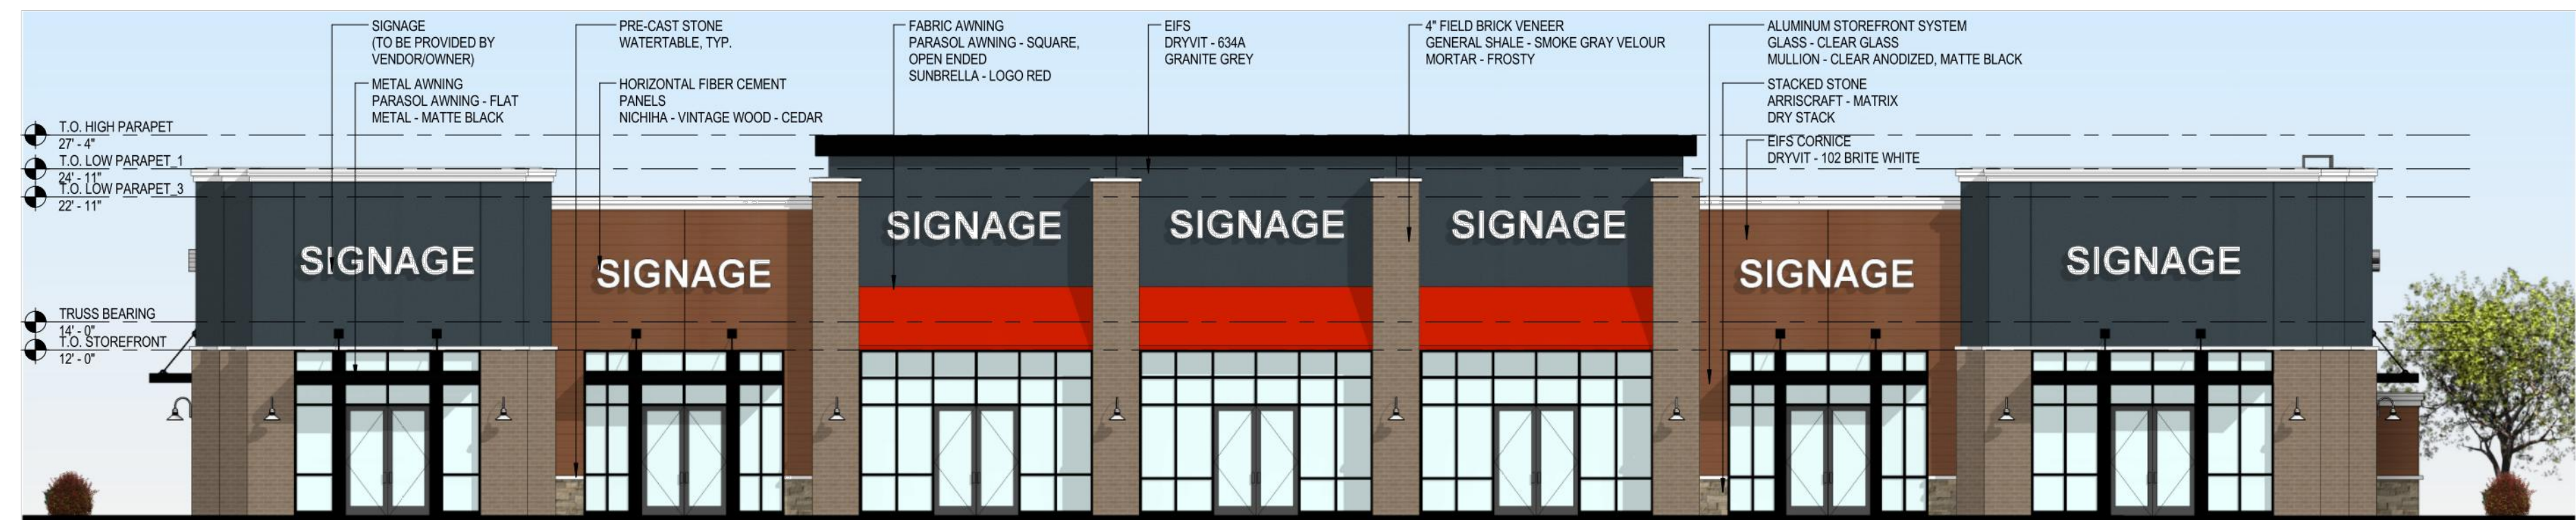 SIGNAGE
(TO BE PROVIDED BY
VENDOR/OWNER)
METAL AWNING
PARASOL AWNING - FLAT
METAL - MATTE BLACK
PRE-CAST STONE
WATERTABLE, TYP.
HORIZONTAL FIBER CEMENT
PANELS
NICHIHA - VINTAGE WOOD - CEDAR
FABRIC AWNING
PARASOL AWNING - SQUARE,
OPEN ENDED
SUNBRELLA - LOGO RED
EIFS
DRYVIT - 634A
GRANITE GREY
4" FIELD BRICK VENEER
GENERAL SHALE - SMOKE GRAY VELOUR
MORTAR - FROSTY
ALUMINUM STOREFRONT SYSTEM
GLASS - CLEAR GLASS
MULLION - CLEAR ANODIZED, MATTE BLACK
STACKED STONE
ARRISCRAFT - MATRIX
DRY STACK
EIFS CORNICE
DRYVIT - 102 BRITE WHITE
T.O. HIGH PARAPET
27' - 4"
T.O. LOW PARAPET_1
24' - 11"
T.O. LOW PARAPET_3
22' - 11"
TRUSS BEARING
14' - 0"
T.O. STOREFRONT
12' - 0"
SIGNAGE
SIGNAGE
SIGNAGE
SIGNAGE
SIGNAGE
SIGNAGE
SIGNAGE